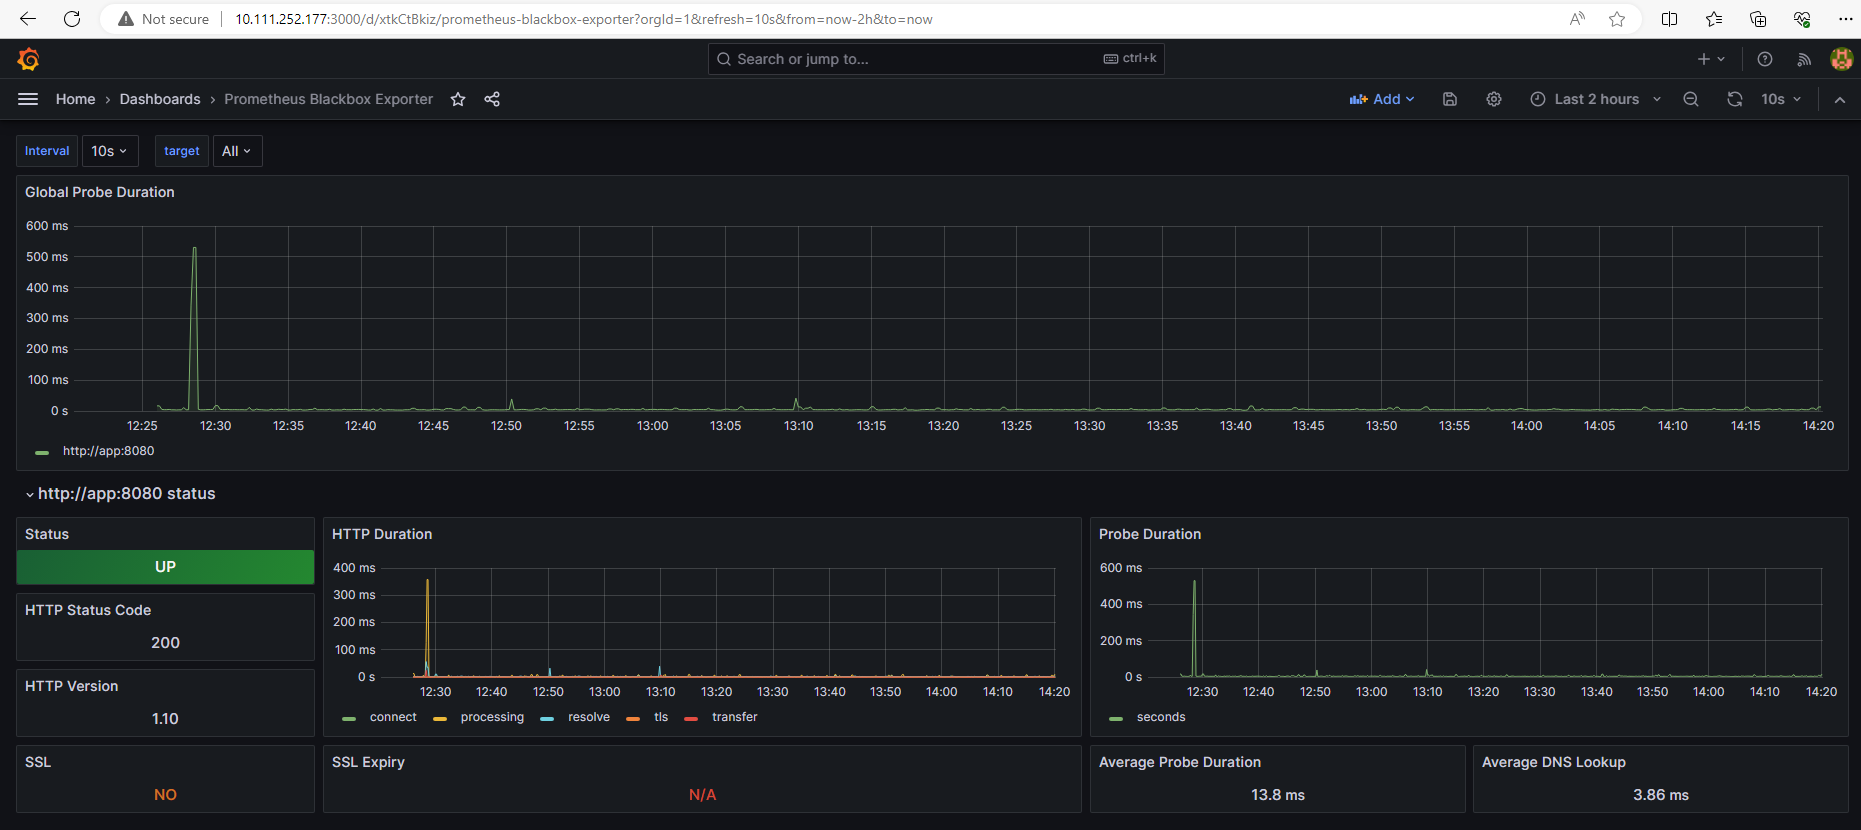 Not secure 10.111.252.177:3000/d/xtkCtBkiz/prometheus-blackbox-exporter?orgId=1&refresh=10s&from=now-2h&to=now
Search or jump to... ctrl+k
Home › Dashboards › Prometheus Blackbox Exporter Add Last 2 hours 10s
Interval 10s target All
Global Probe Duration
600 ms
500 ms
400 ms
300 ms
200 ms
100 ms
0 s
12:25 12:30 12:35 12:40 12:45 12:50 12:55 13:00 13:05 13:10 13:15 13:20 13:25 13:30 13:35 13:40 13:45 13:50 13:55 14:00 14:05 14:10 14:15 14:20
http://app:8080
http://app:8080 status
Status
UP
HTTP Status Code
200
HTTP Version
1.10
SSL
NO
HTTP Duration
400 ms
300 ms
200 ms
100 ms
0 s
12:30 12:40 12:50 13:00 13:10 13:20 13:30 13:40 13:50 14:00 14:10 14:20
connect processing resolve tls transfer
SSL Expiry
N/A
Probe Duration
600 ms
400 ms
200 ms
0 s
12:30 12:40 12:50 13:00 13:10 13:20 13:30 13:40 13:50 14:00 14:10 14:20
seconds
Average Probe Duration
13.8 ms
Average DNS Lookup
3.86 ms